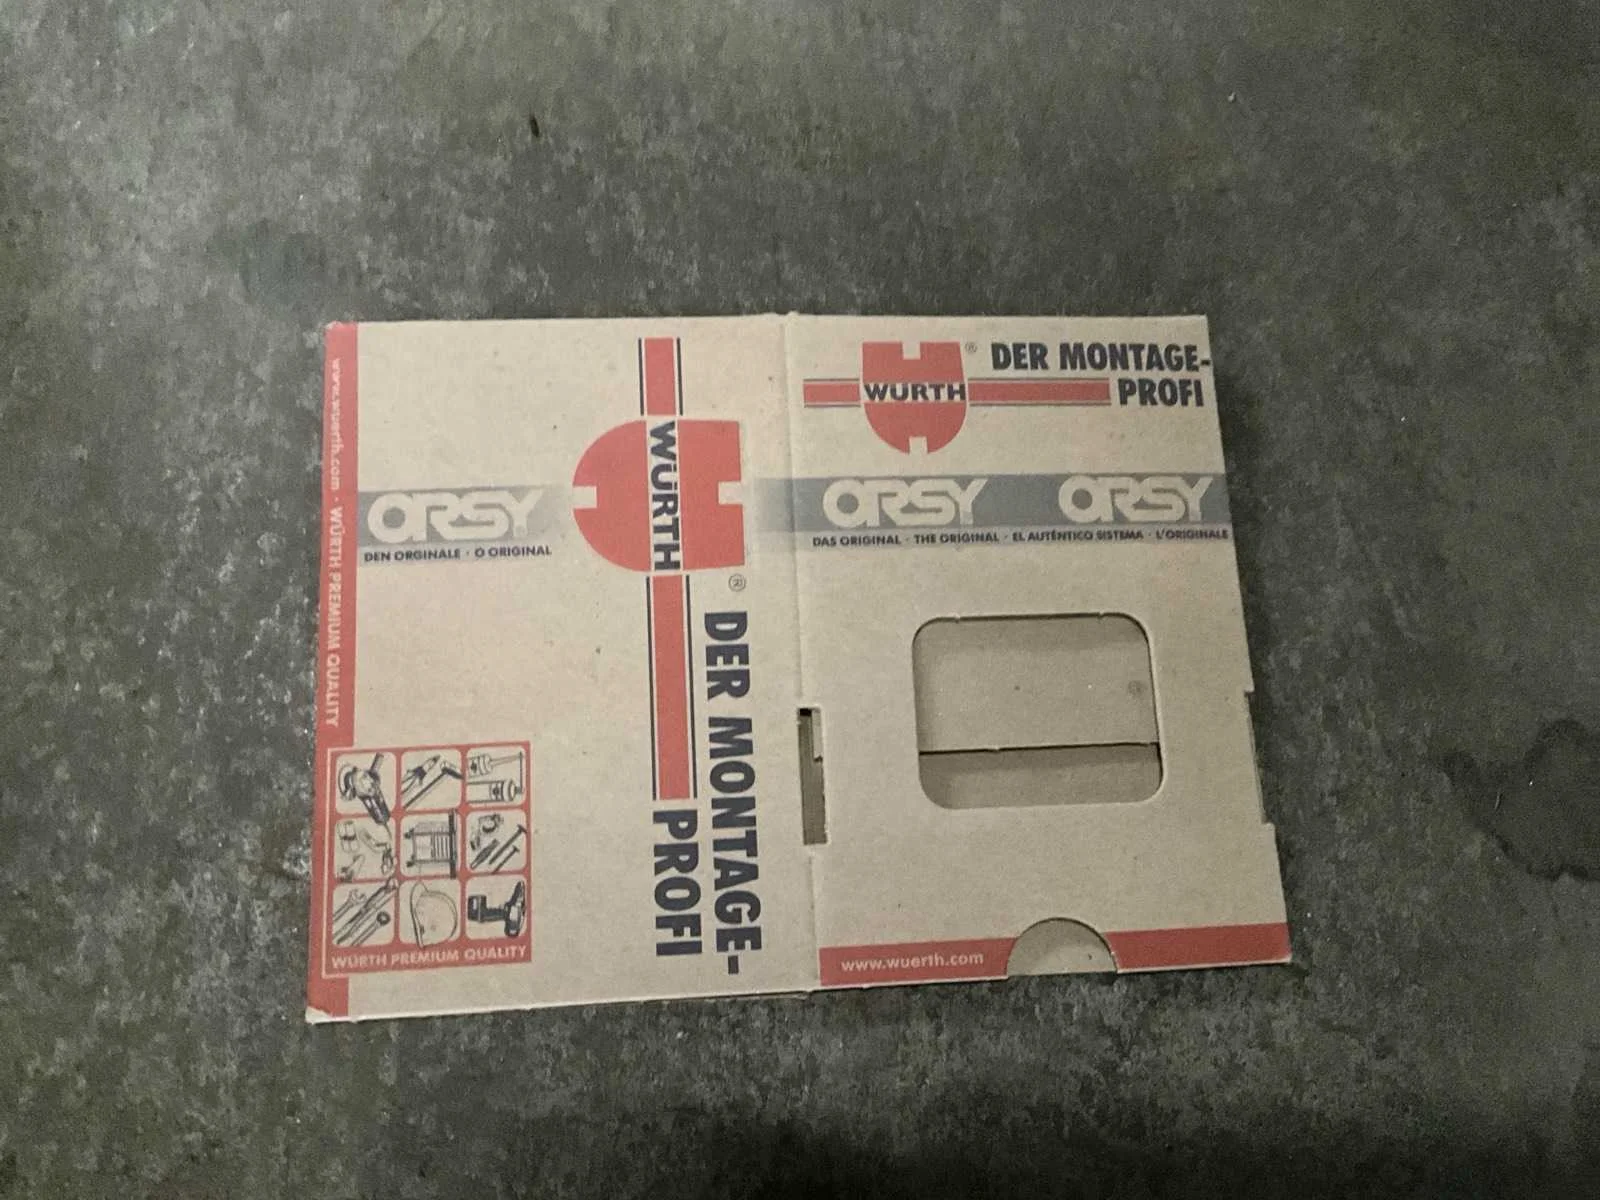 www.wuerth.com · WÜRTH PREMIUM QUALITY
ORSY
DEN ORGINALE · O ORIGINAL
WÜRTH
®
DER MONTAGE-
PROFI
WÜRTH PREMIUM QUALITY
WÜRTH
®
DER MONTAGE-
PROFI
ORSY ORSY
DAS ORIGINAL · THE ORIGINAL · EL AUTÉNTICO SISTEMA · L'ORIGINALE
www.wuerth.com